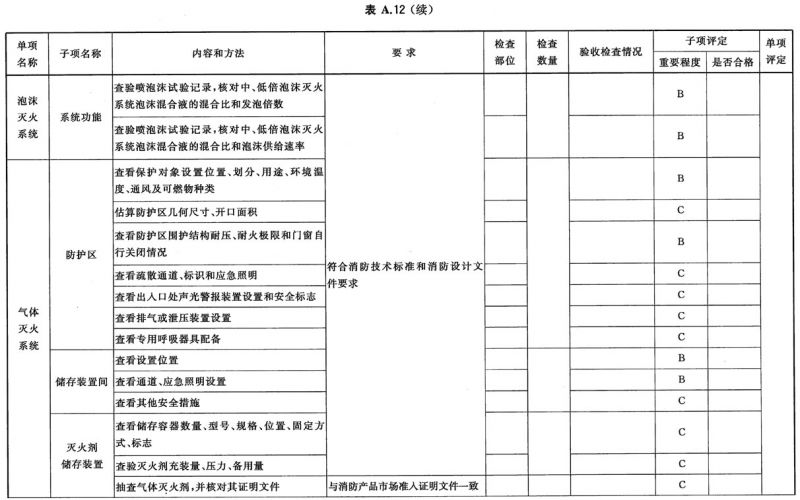 表 A.12（续）
单项
名称
子项名称
内容和方法
要 求
检查
部位
检查
数量
验收检查情况
子项评定
重要程度
是否合格
单项
评定
泡沫
灭火
系统
系统功能
查验喷泡沫试验记录，核对中、低倍泡沫灭火
系统泡沫混合液的混合比和发泡倍数
B
查验喷泡沫试验记录，核对中、低倍泡沫灭火
系统泡沫混合液的混合比和泡沫供给速率
B
气体
灭火
系统
防护区
查看保护对象设置位置、划分、用途、环境温
度、通风及可燃物种类
B
估算防护区几何尺寸、开口面积
C
查看防护区围护结构耐压、耐火极限和门窗自
行关闭情况
B
符合消防技术标准和消防设计文
件要求
查看疏散通道、标识和应急照明
C
查看出入口处声光警报装置设置和安全标志
C
查看排气或泄压装置设置
C
查看专用呼吸器具配备
C
储存装置间
查看设置位置
B
查看通道、应急照明设置
B
查看其他安全措施
C
灭火剂
储存装置
查看储存容器数量、型号、规格、位置、固定方
式、标志
C
查验灭火剂充装量、压力、备用量
C
抽查气体灭火剂，并核对其证明文件
与消防产品市场准入证明文件一致
C